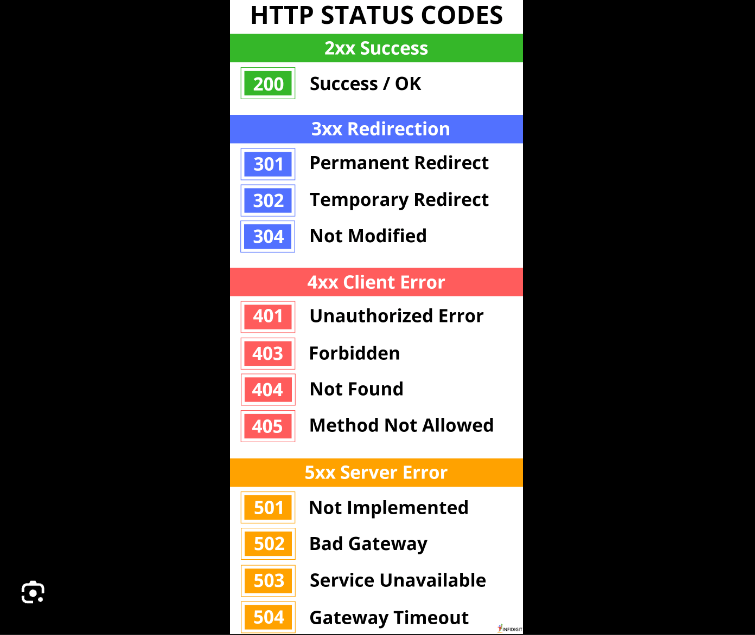 HTTP STATUS CODES
2xx Success
200 Success / OK
3xx Redirection
301 Permanent Redirect
302 Temporary Redirect
304 Not Modified
4xx Client Error
401 Unauthorized Error
403 Forbidden
404 Not Found
405 Method Not Allowed
5xx Server Error
501 Not Implemented
502 Bad Gateway
503 Service Unavailable
504 Gateway Timeout
INFIDIGIT